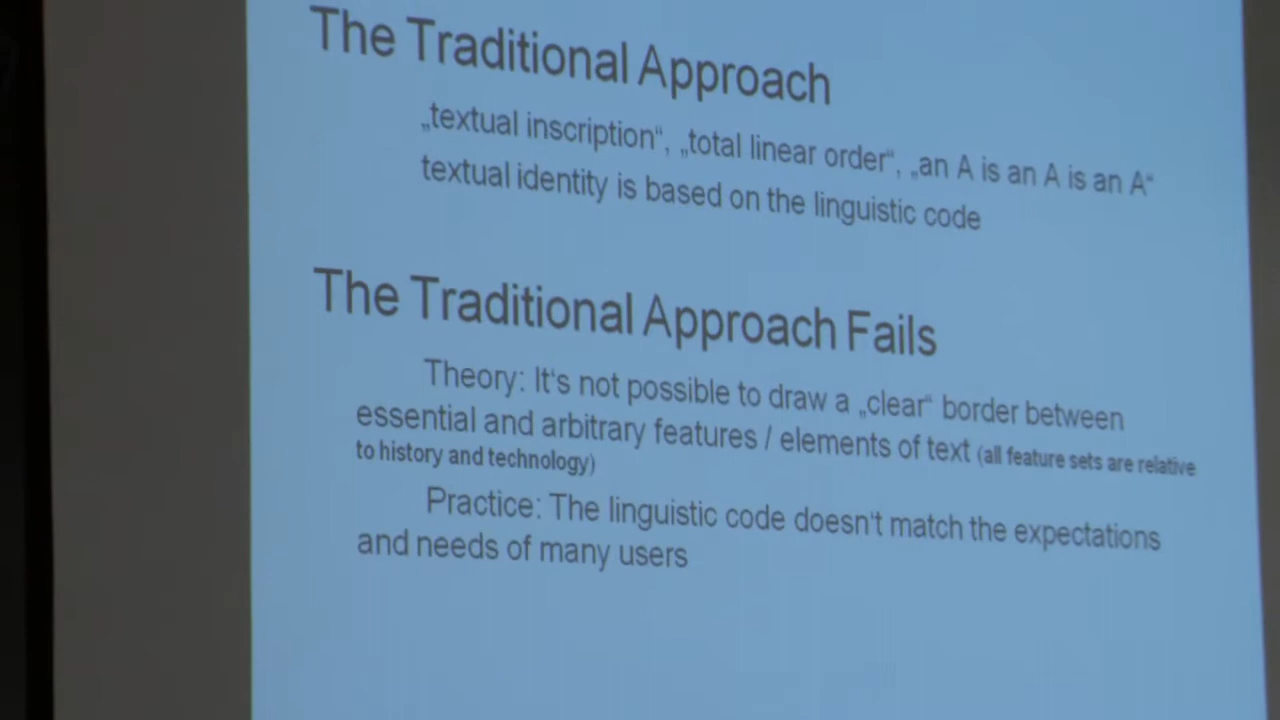 The Traditional Approach
„textual inscription“, „total linear order“, „an A is an A is an A“
textual identity is based on the linguistic code
The Traditional Approach Fails
Theory: It‘s not possible to draw a „clear“ border between
essential and arbitrary features / elements of text (all feature sets are relative
to history and technology)
Practice: The linguistic code doesn‘t match the expectations
and needs of many users